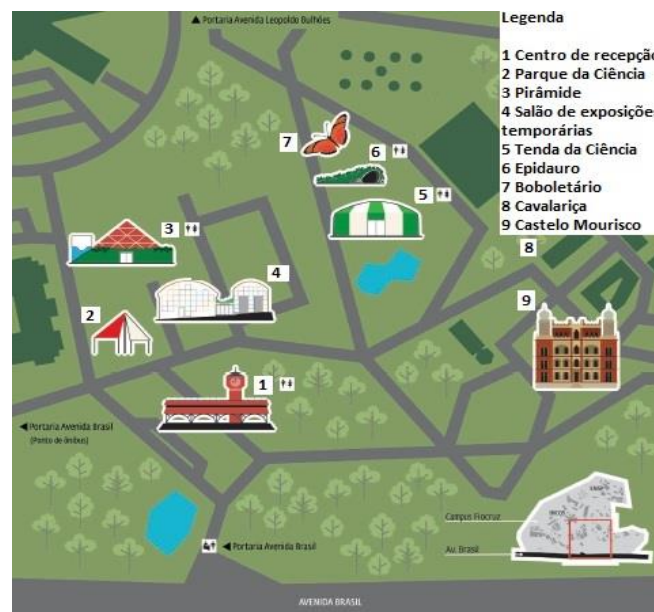 ▲ Portaria Avenida Leopoldo Bulhões
Legenda
1 Centro de recepção
2 Parque da Ciência
3 Pirâmide
4 Salão de exposições
temporárias
5 Tenda da Ciência
6 Epidauro
7 Boboletário
8 Cavalariça
9 Castelo Mourisco
7
6
5
3
4
8
9
2
1
◀ Portaria Avenida Brasil
(Ponto de ônibus)
Campus Fiocruz
Av. Brasil
◀ Portaria Avenida Brasil
AVENIDA BRASIL